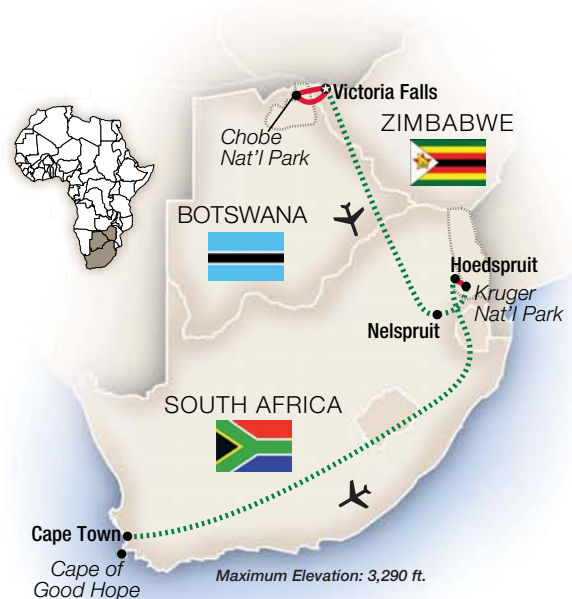 Victoria Falls
ZIMBABWE
Chobe
Nat'l Park
BOTSWANA
Hoedspruit
Kruger
Nat'l Park
Nelspruit
SOUTH AFRICA
Cape Town
Cape of
Good Hope
Maximum Elevation: 3,290 ft.